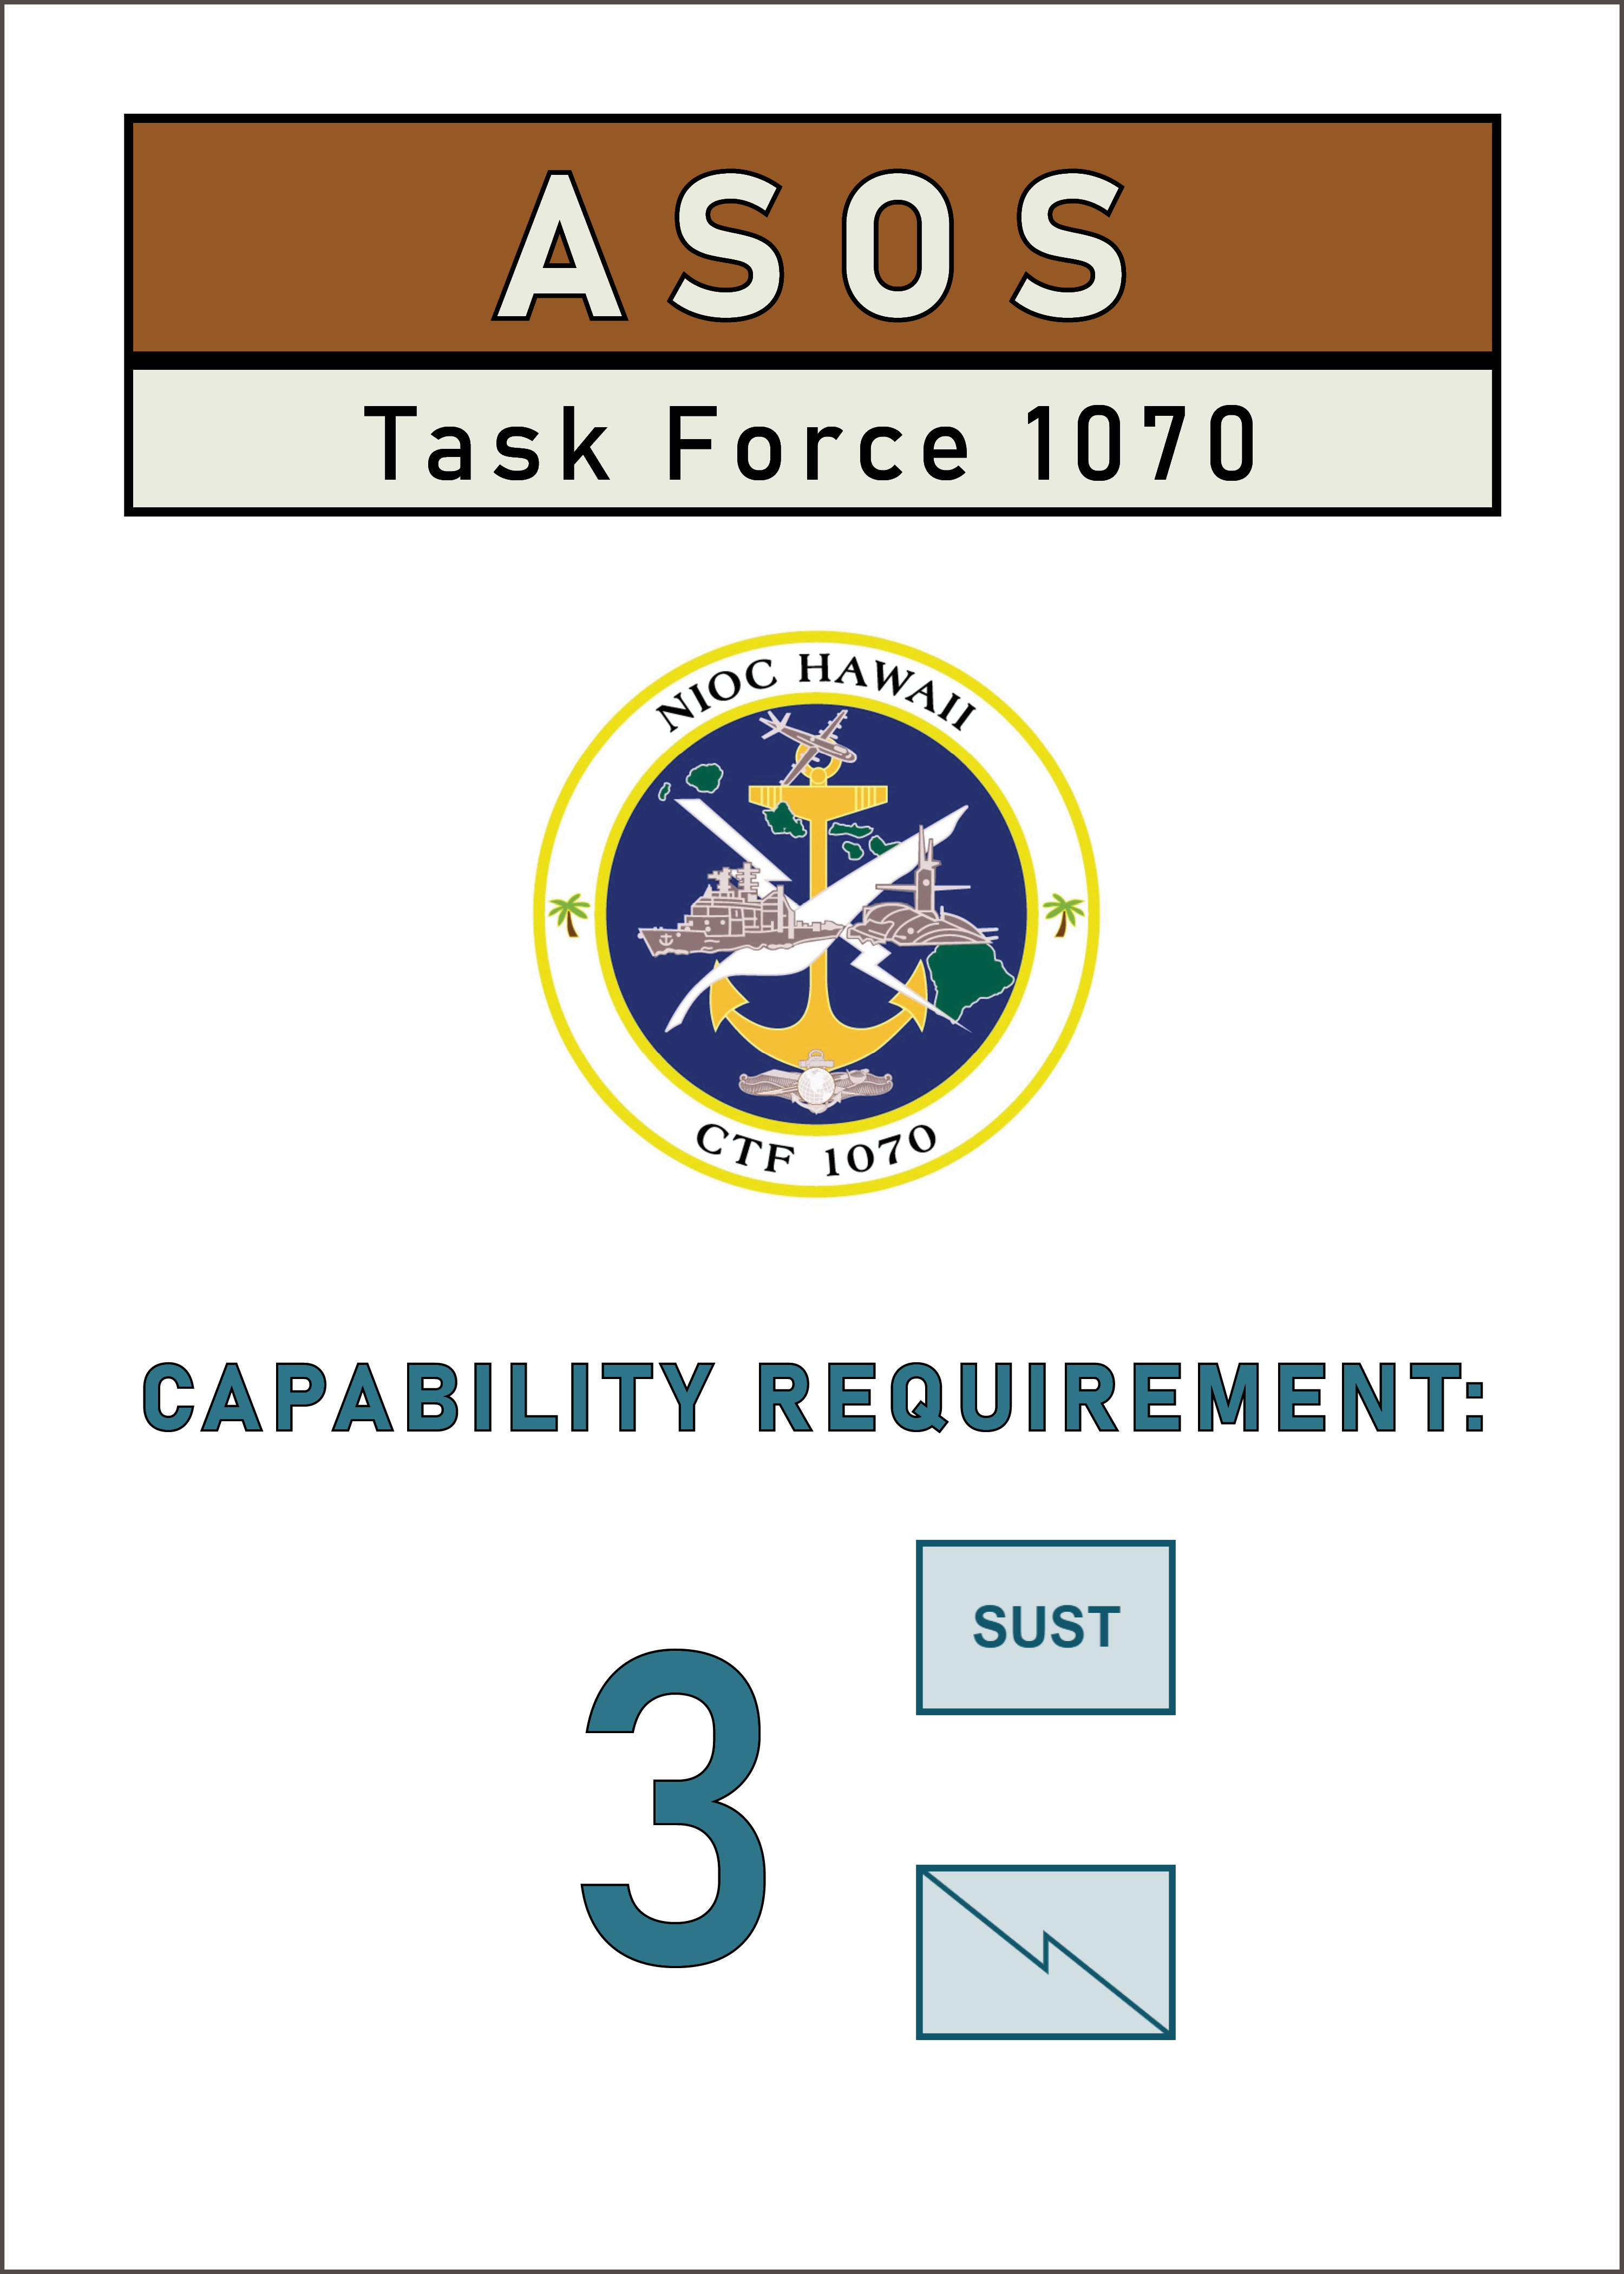 ASOS
Task Force 1070
NIOC HAWAII
CTF 1070
CAPABILITY REQUIREMENT:
3
SUST